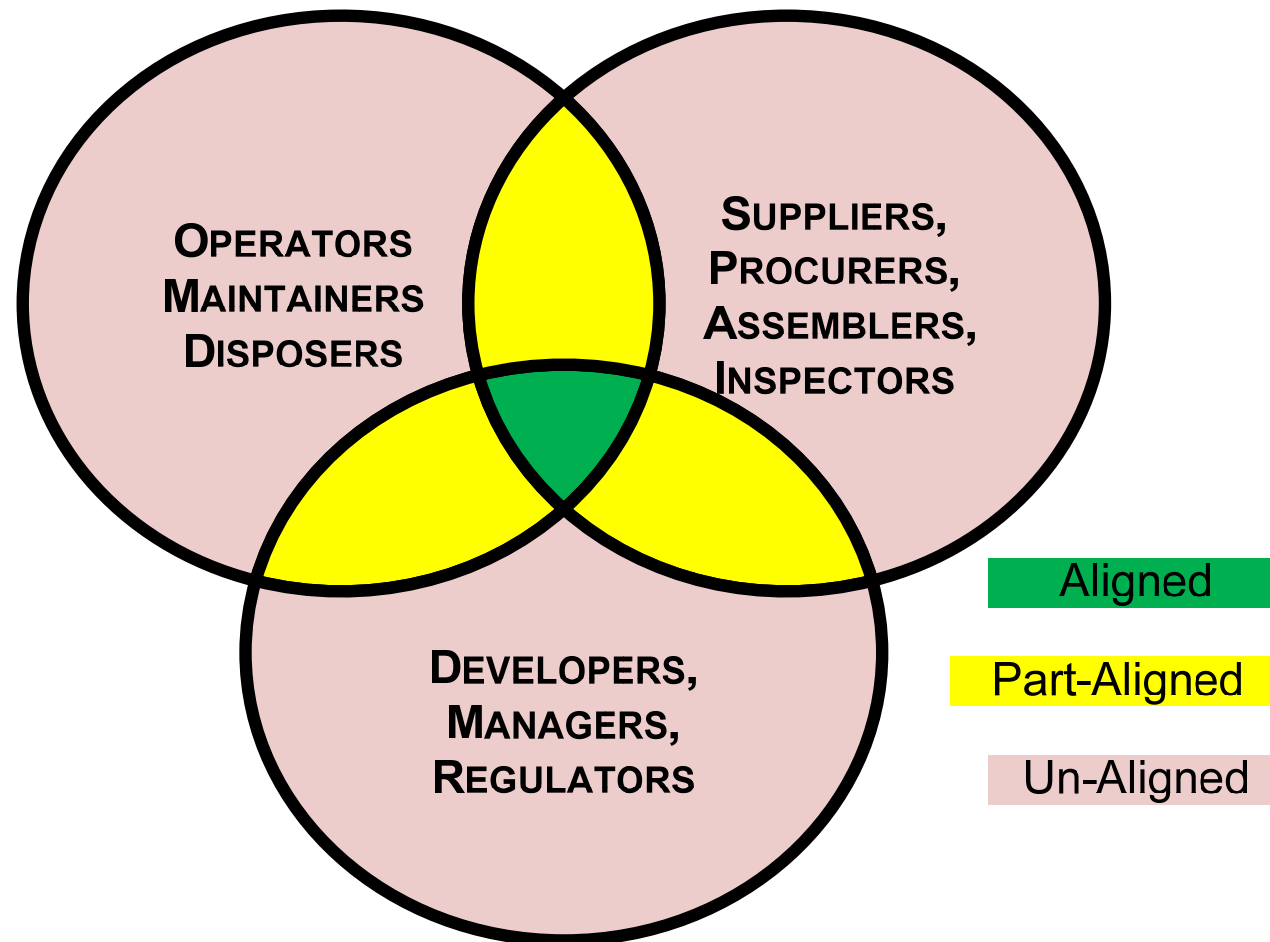 OPERATORS
MAINTAINERS
DISPOSERS
SUPPLIERS,
PROCURERS,
ASSEMBLERS,
INSPECTORS
DEVELOPERS,
MANAGERS,
REGULATORS
Aligned
Part-Aligned
Un-Aligned